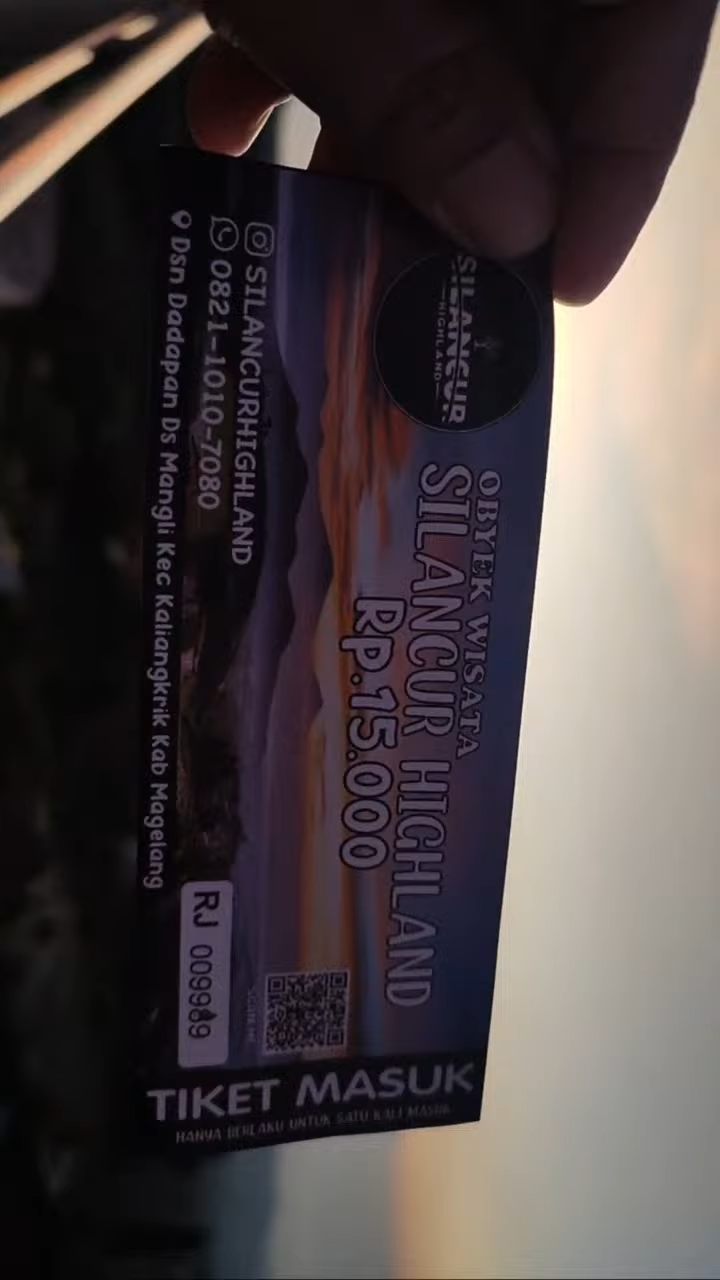 SILANCUR
HIGHLAND
OBYEK WISATA
SILANCUR HIGHLAND
Rp.15.000
SILANCURHIGHLAND
0821-1010-7080
Dsn Dadapan Ds Mangli Kec Kaliangkrik Kab Magelang
RJ 009989
TIKET MASUK
HANYA BERLAKU UNTUK SATU KALI MASUK